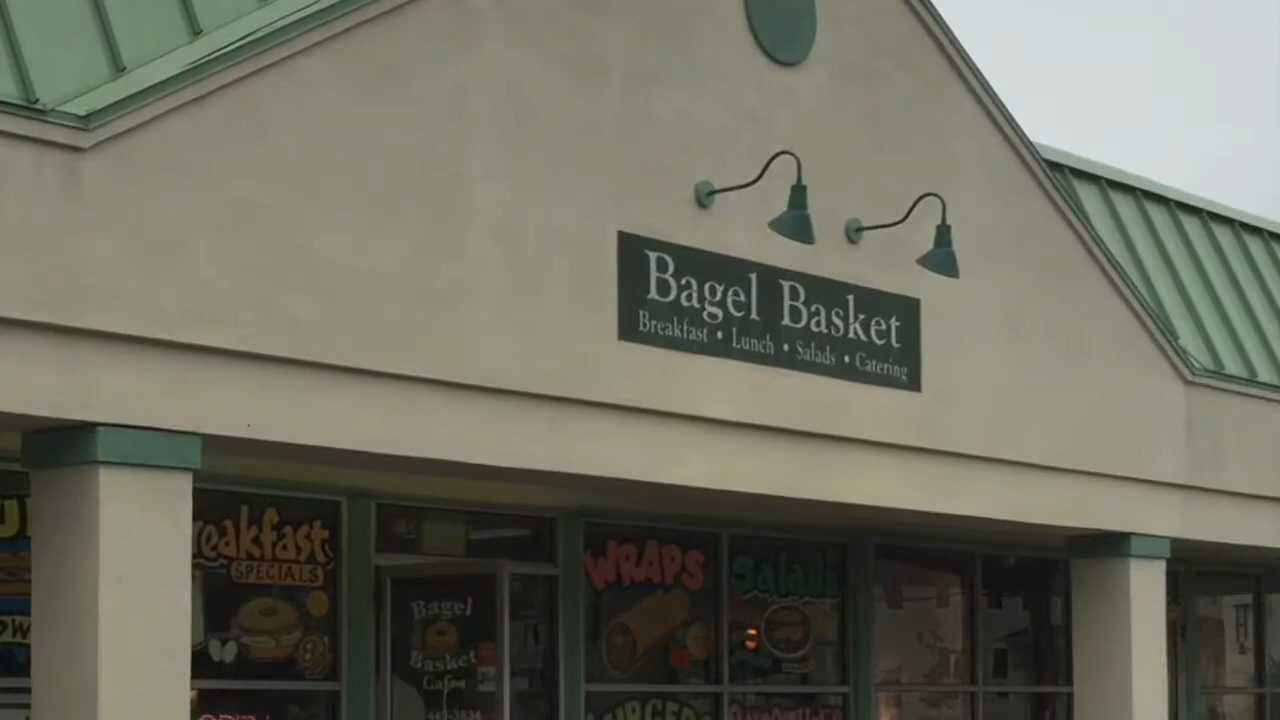 Bagel Basket
Breakfast • Lunch • Salads • Catering
reakfast
SPECIALS
WRAPS
Salads
Bagel
Basket